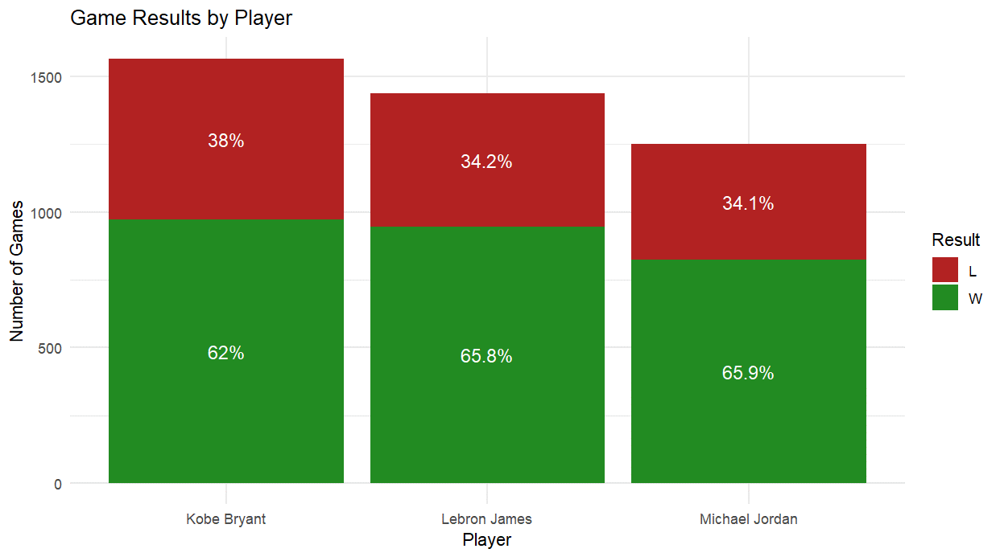 Game Results by Player
Number of Games
1500
1000
500
0
38%
34.2%
34.1%
62%
65.8%
65.9%
Kobe Bryant
Lebron James
Michael Jordan
Player
Result
L
W